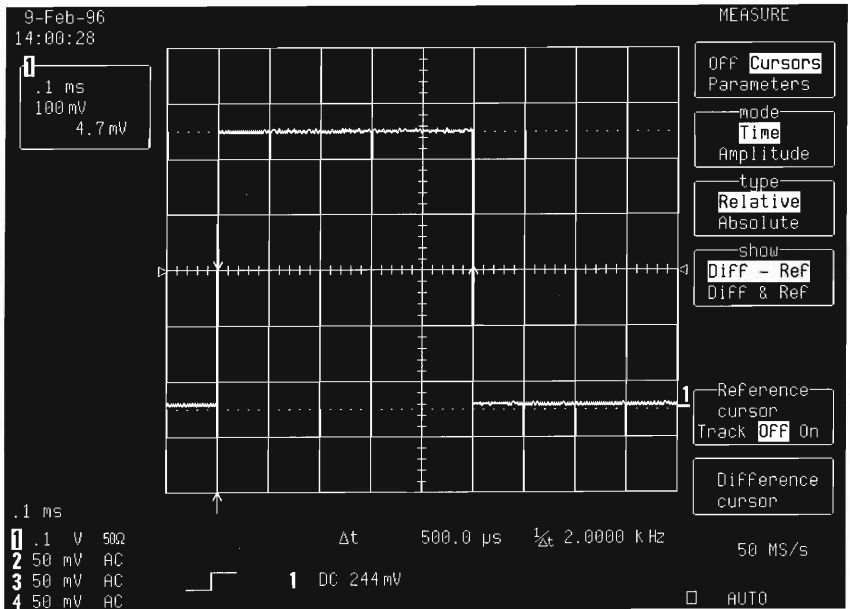 9-Feb-96
14:00:28
1
.1 ms
100 mV
4.7 mV
MEASURE
Off Cursors
Parameters
mode
Time
Amplitude
type
Relative
Absolute
show
Diff - Ref
Diff & Ref
1
Reference
cursor
Track Off On
Difference
cursor
.1 ms
1 .1 V 50Ω
2 50 mV AC
3 50 mV AC
4 50 mV AC
Δt 500.0 µs 1/Δt 2.0000 kHz
1 DC 244 mV
50 MS/s
AUTO